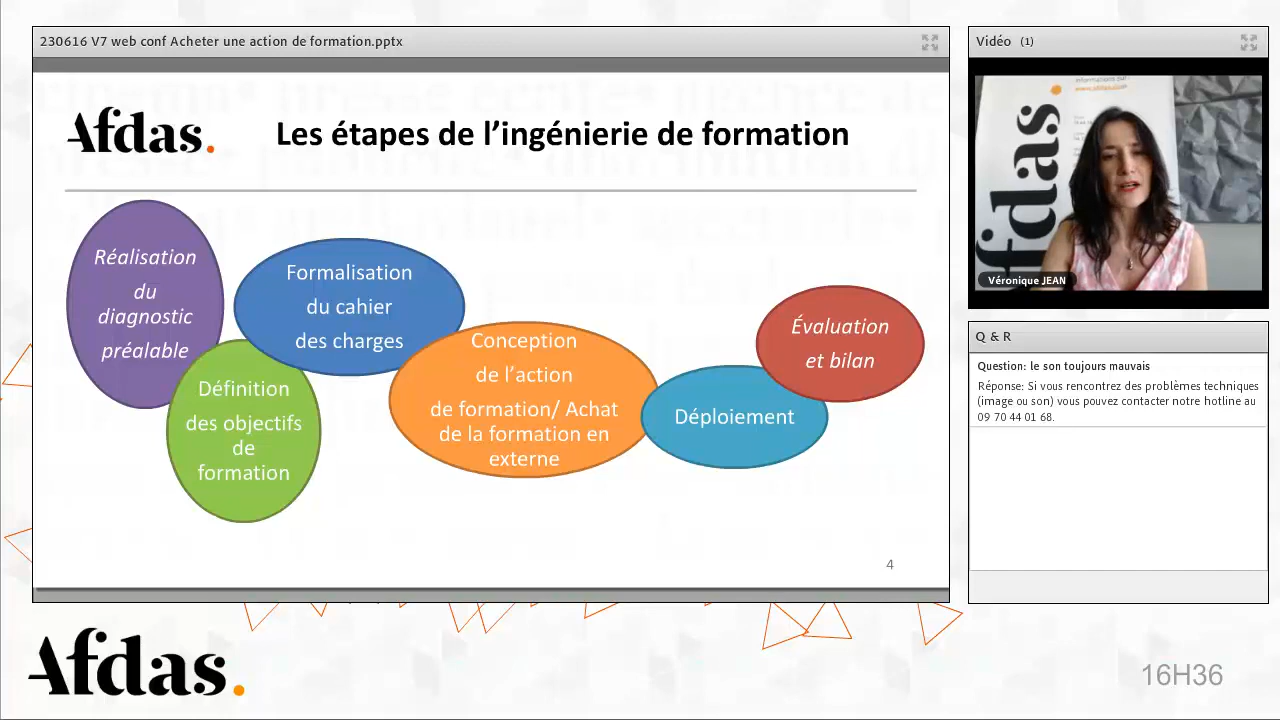 230616 V7 web conf Acheter une action de formation.pptx
Afdas.
Les étapes de l’ingénierie de formation
Réalisation
du
diagnostic
préalable
Définition
des objectifs
de
formation
Formalisation
du cahier
des charges
Conception
de l’action
de formation/ Achat
de la formation en
externe
Déploiement
Évaluation
et bilan
4
Vidéo (1)
fdas
Véronique JEAN
Q & R
Question: le son toujours mauvais
Réponse: Si vous rencontrez des problèmes techniques
(image ou son) vous pouvez contacter notre hotline au
09 70 44 01 68.
Afdas.
16H36